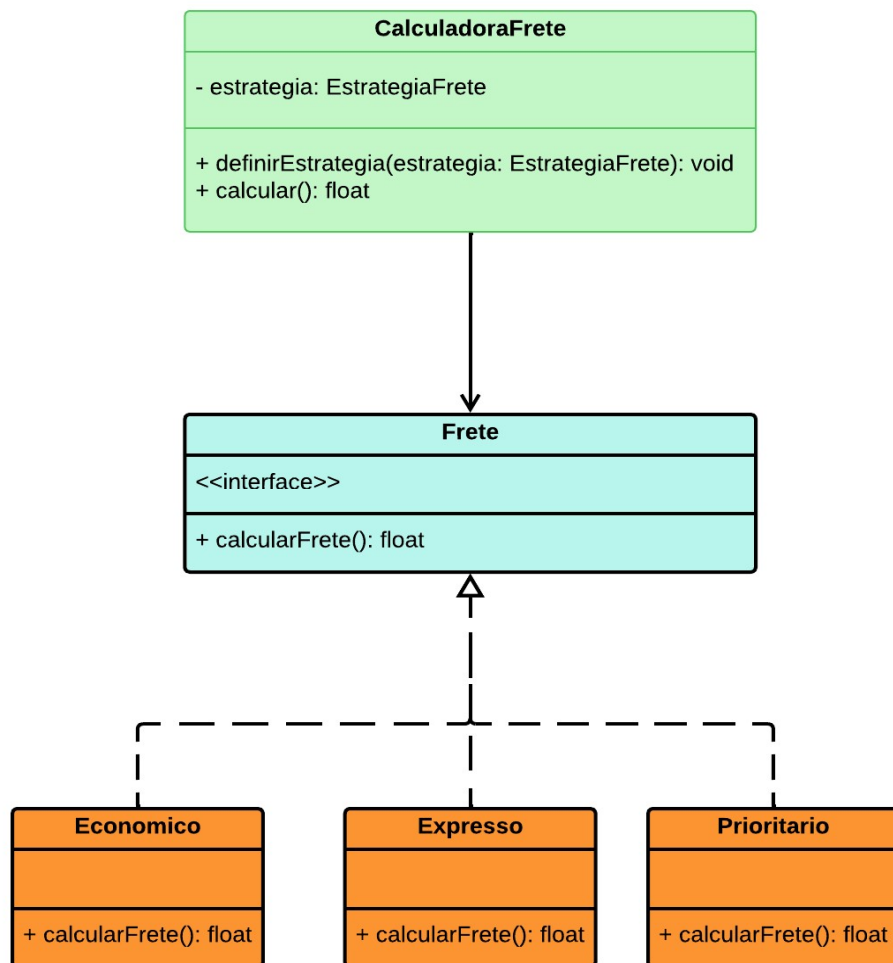 CalculadoraFrete
- estrategia: EstrategiaFrete
+ definirEstrategia(estrategia: EstrategiaFrete): void
+ calcular(): float
Frete
<<interface>>
+ calcularFrete(): float
Economico
+ calcularFrete(): float
Expresso
+ calcularFrete(): float
Prioritario
+ calcularFrete(): float